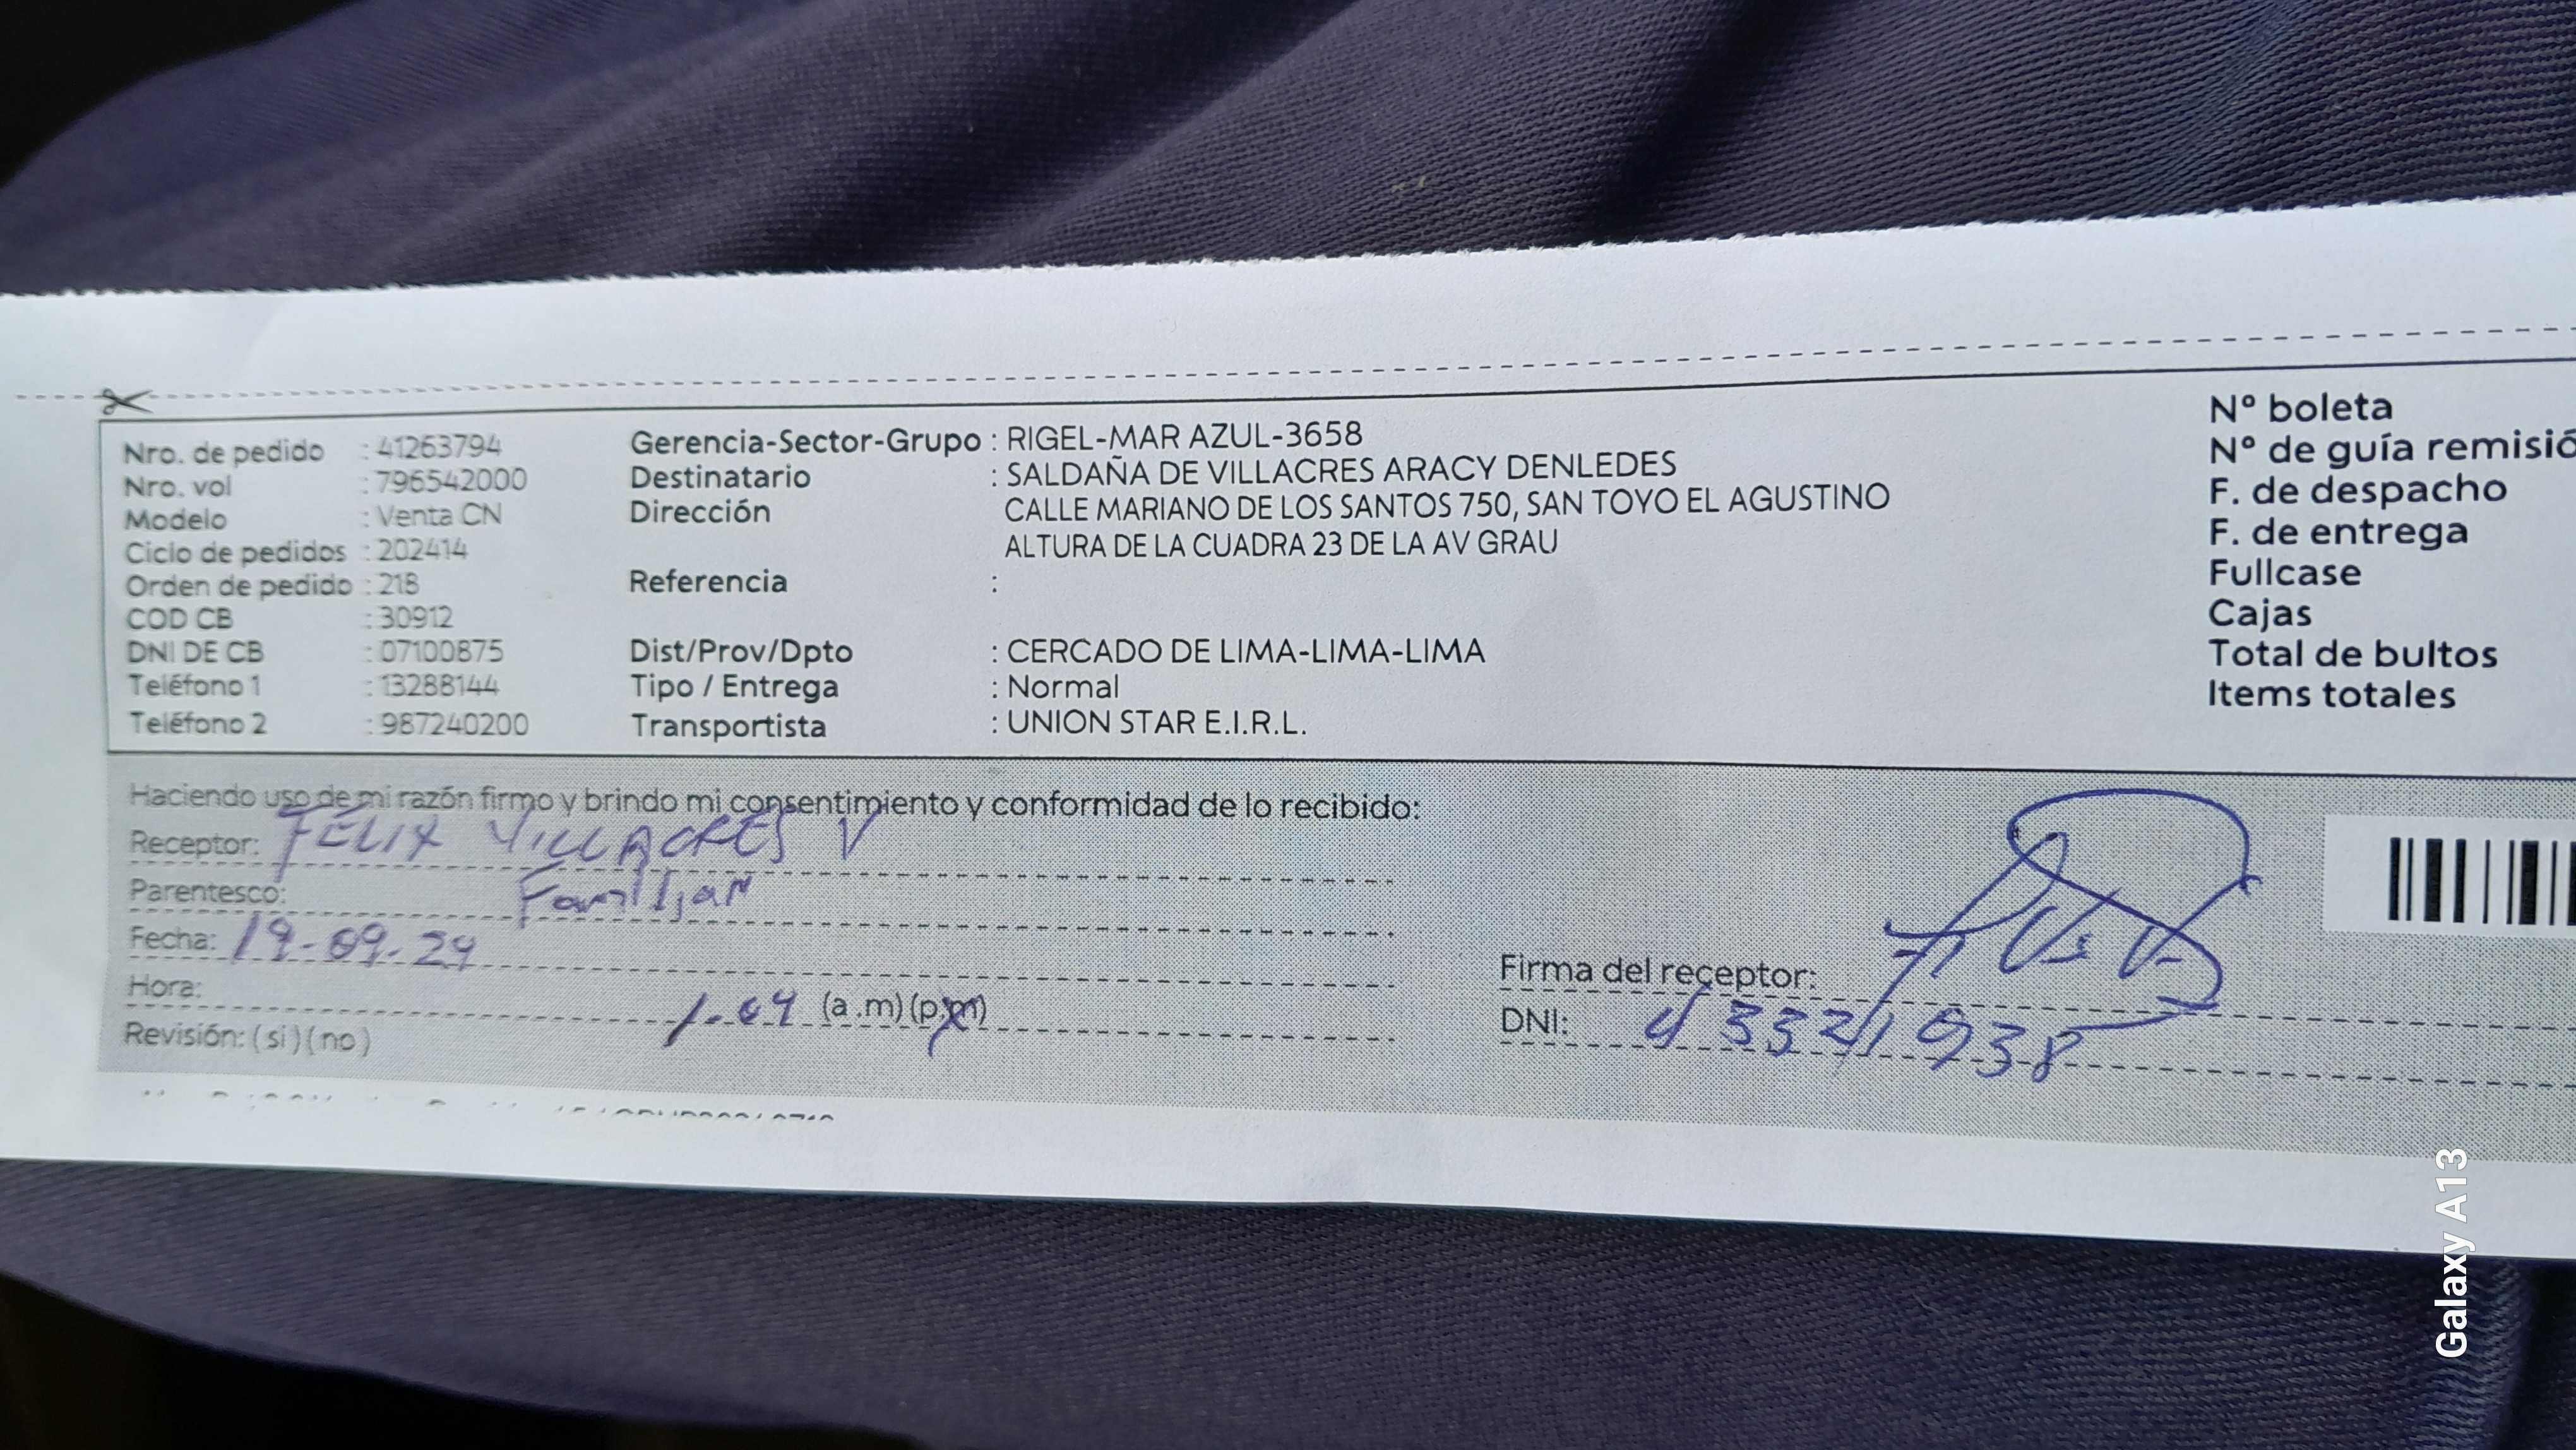 Nro. de pedido : 41263794
Nro. vol : 796542000
Modelo : Venta CN
Ciclo de pedidos : 202414
Orden de pedido : 218
COD CB : 30912
DNI DE CB : 07100875
Teléfono 1 : 13288144
Teléfono 2 : 987240200
Gerencia-Sector-Grupo : RIGEL-MAR AZUL-3658
Destinatario : SALDAÑA DE VILLACRES ARACY DENLEDES
Dirección CALLE MARIANO DE LOS SANTOS 750, SAN TOYO EL AGUSTINO
ALTURA DE LA CUADRA 23 DE LA AV GRAU
Referencia :
Dist/Prov/Dpto : CERCADO DE LIMA-LIMA-LIMA
Tipo / Entrega : Normal
Transportista : UNION STAR E.I.R.L.
Nº boleta
Nº de guía remisió
F. de despacho
F. de entrega
Fullcase
Cajas
Total de bultos
Items totales
Haciendo uso de mi razón firmo y brindo mi consentimiento y conformidad de lo recibido:
Receptor: FÉLIX VILLACRES V
Parentesco: Familiar
Fecha: 19-09-24
Hora: 1.04 (a.m)(p.m)
Revisión: (si)(no)
Firma del receptor:
DNI: 43321938
Galaxy A13